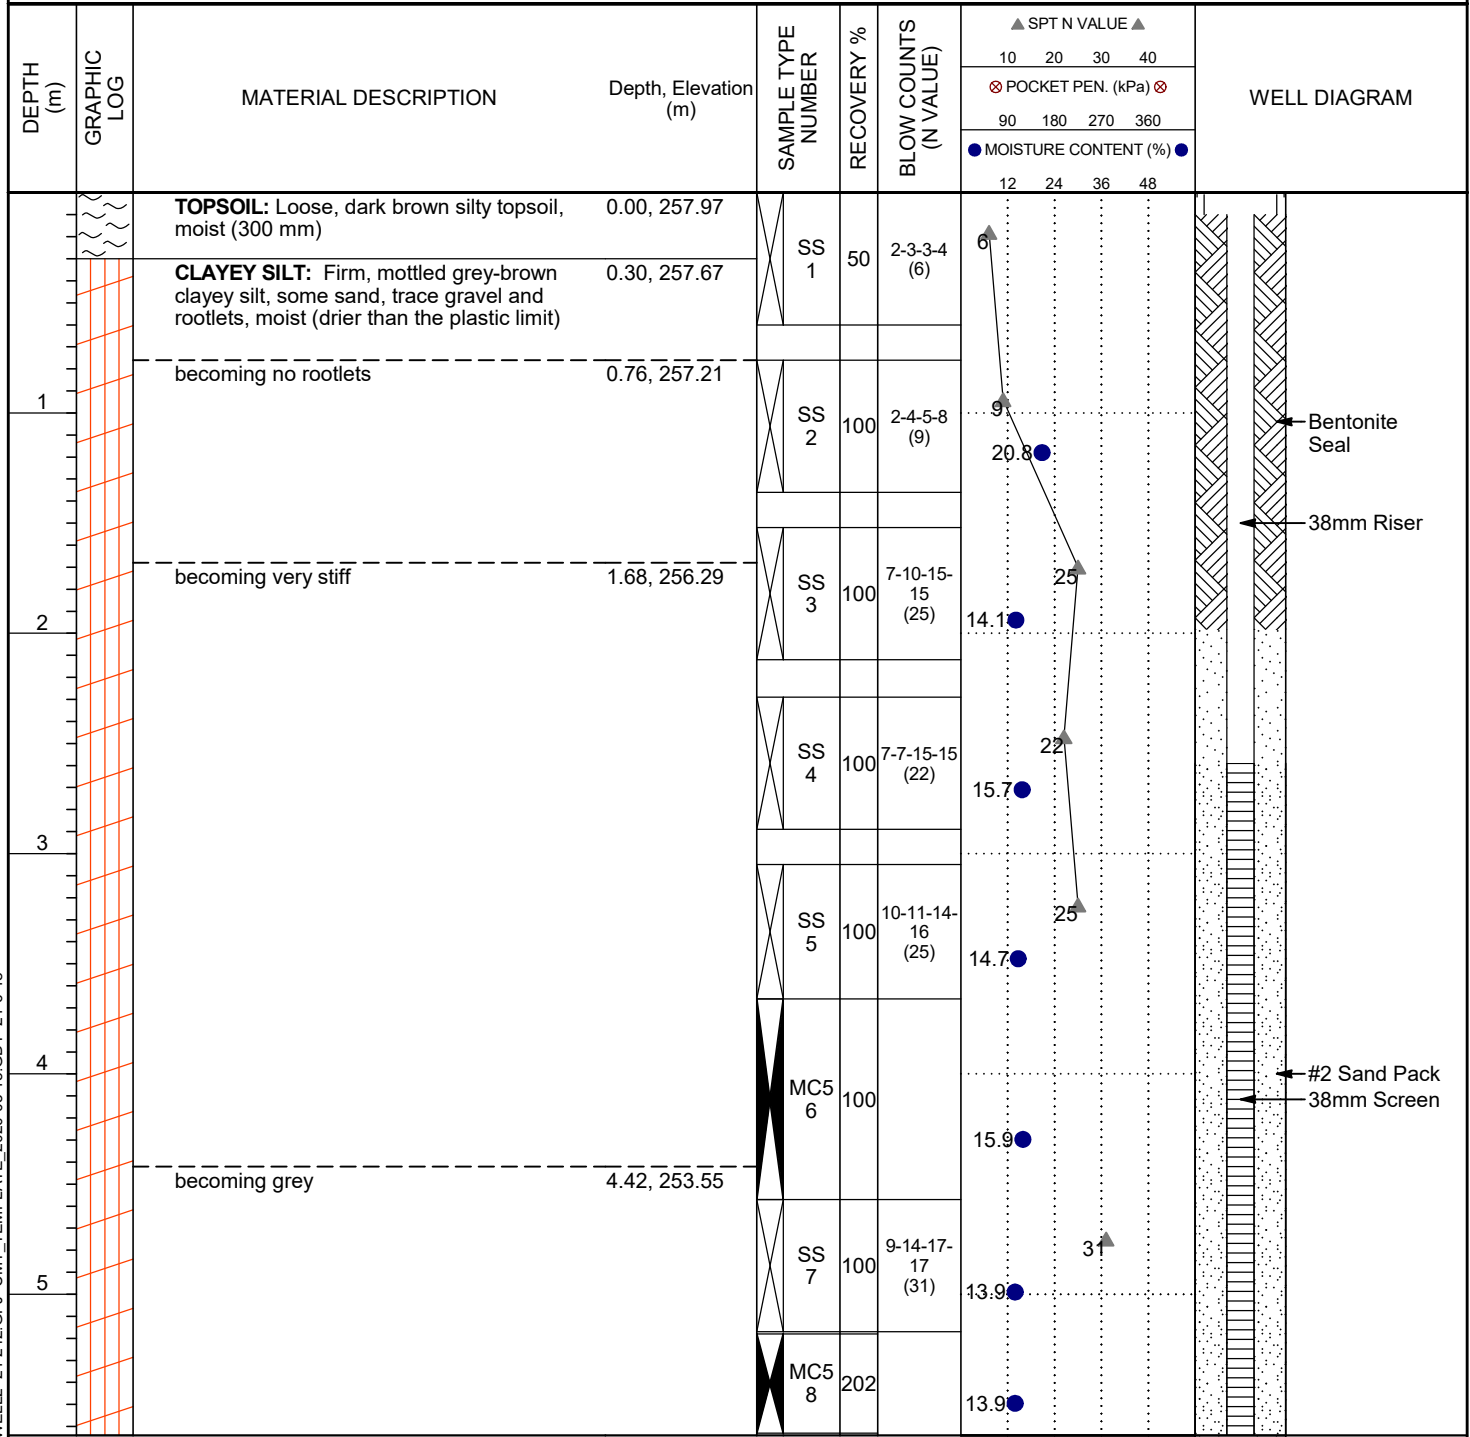 DEPTH
(m)
GRAPHIC
LOG
MATERIAL DESCRIPTION
Depth, Elevation
(m)
SAMPLE TYPE
NUMBER
RECOVERY %
BLOW COUNTS
(N VALUE)
SPT N VALUE
10 20 30 40
POCKET PEN. (kPa)
90 180 270 360
MOISTURE CONTENT (%)
12 24 36 48
WELL DIAGRAM
TOPSOIL: Loose, dark brown silty topsoil,
moist (300 mm)
0.00, 257.97
CLAYEY SILT: Firm, mottled grey-brown
clayey silt, some sand, trace gravel and
rootlets, moist (drier than the plastic limit)
0.30, 257.67
SS
1
50
2-3-3-4
(6)
6
becoming no rootlets
0.76, 257.21
1
SS
2
100
2-4-5-8
(9)
9
20.8
Bentonite
Seal
38mm Riser
becoming very stiff
1.68, 256.29
SS
3
100
7-10-15-
15
(25)
25
14.1
2
SS
4
100
7-7-15-15
(22)
22
15.7
3
SS
5
100
10-11-14-
16
(25)
25
14.7
4
MC5
6
100
15.9
#2 Sand Pack
38mm Screen
becoming grey
4.42, 253.55
SS
7
100
9-14-17-
17
(31)
31
13.9
5
MC5
8
202
13.9